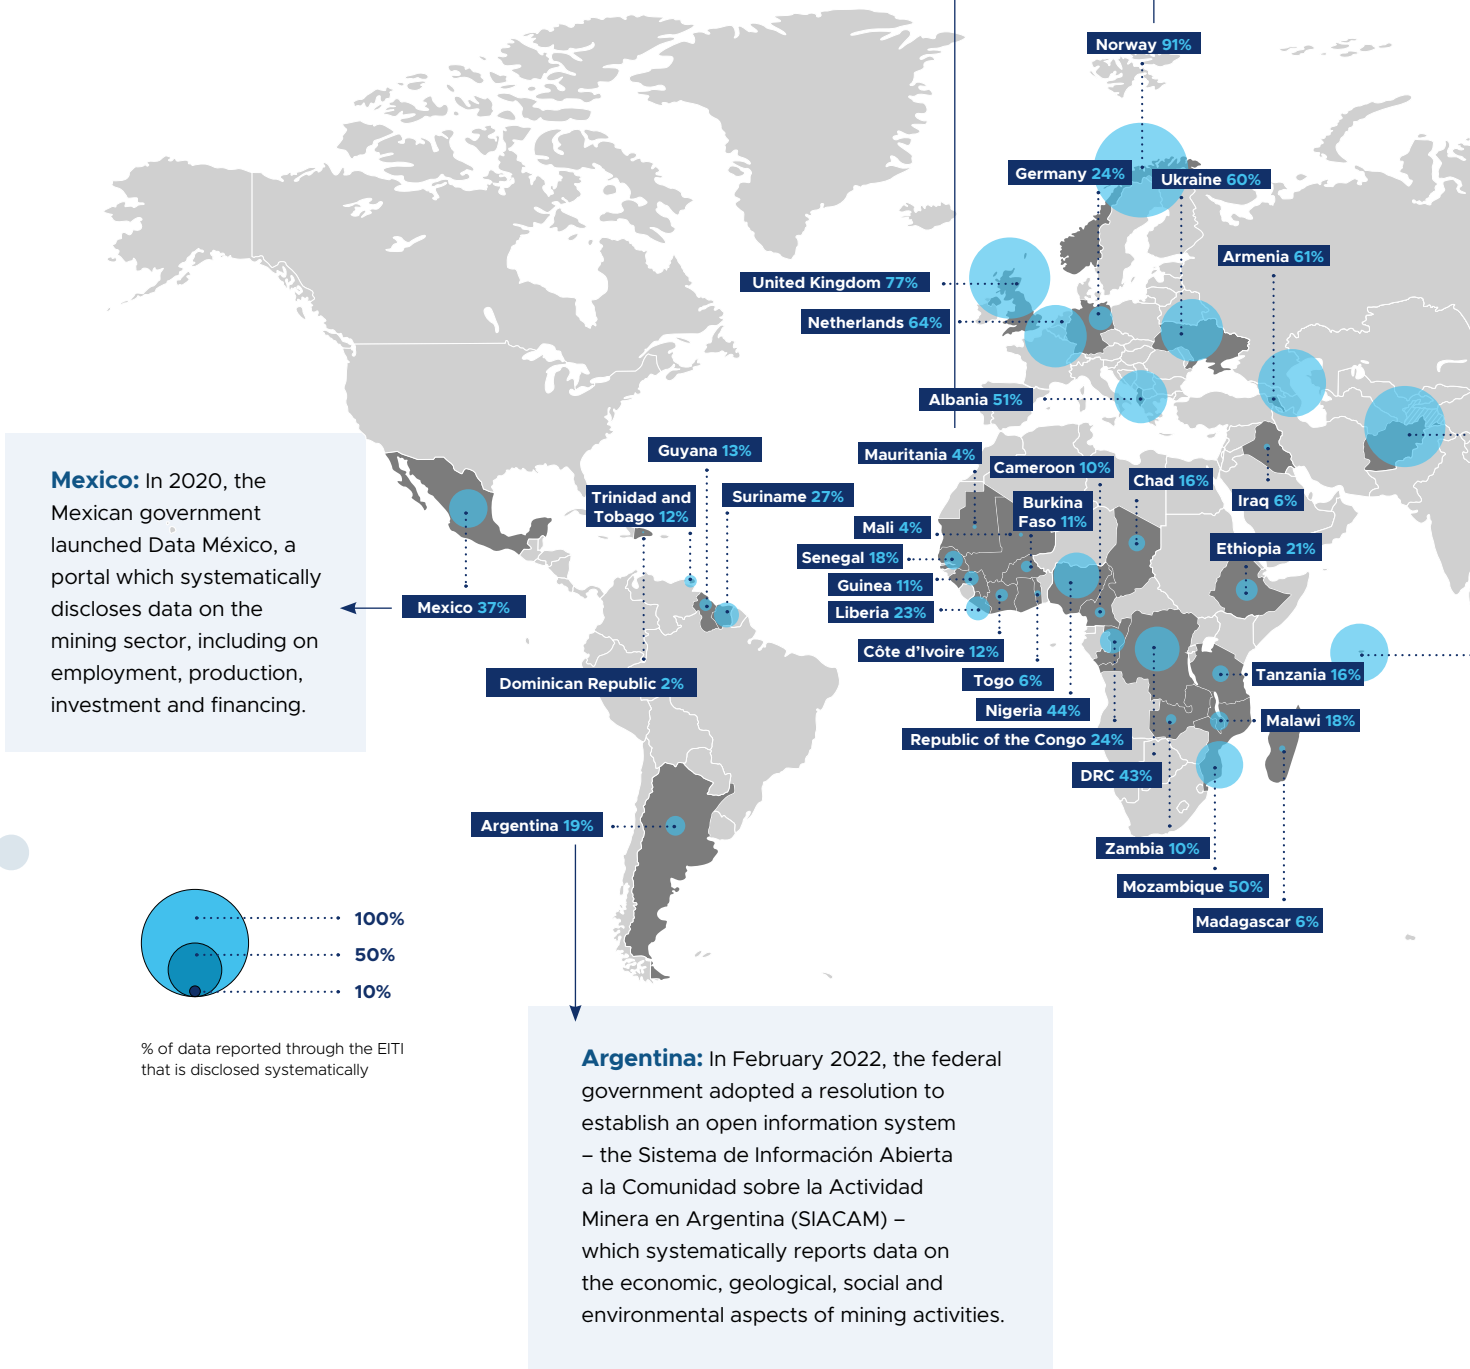 Norway 91%
Germany 24%
Ukraine 60%
Armenia 61%
United Kingdom 77%
Netherlands 64%
Albania 51%
Mexico: In 2020, the
Mexican government
launched Data México, a
portal which systematically
discloses data on the
mining sector, including on
employment, production,
investment and financing.
Guyana 13%
Trinidad and
Tobago 12%
Suriname 27%
Mexico 37%
Dominican Republic 2%
Mauritania 4%
Cameroon 10%
Chad 16%
Burkina
Faso 11%
Iraq 6%
Mali 4%
Ethiopia 21%
Senegal 18%
Guinea 11%
Liberia 23%
Côte d'Ivoire 12%
Togo 6%
Nigeria 44%
Republic of the Congo 24%
DRC 43%
Tanzania 16%
Malawi 18%
Argentina 19%
Zambia 10%
Mozambique 50%
Madagascar 6%
100%
50%
10%
% of data reported through the EITI
that is disclosed systematically
Argentina: In February 2022, the federal
government adopted a resolution to
establish an open information system
– the Sistema de Información Abierta
a la Comunidad sobre la Actividad
Minera en Argentina (SIACAM) –
which systematically reports data on
the economic, geological, social and
environmental aspects of mining activities.